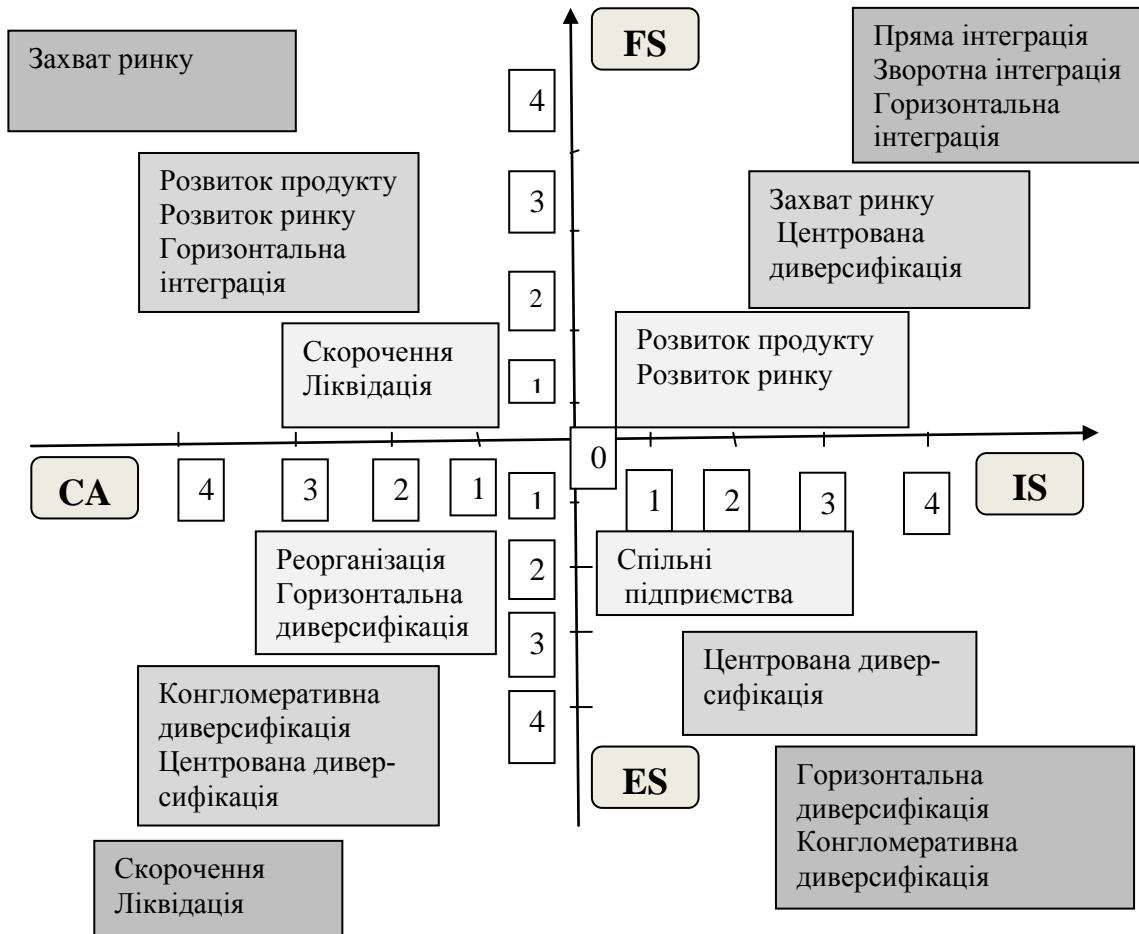 FS
Захват ринку
Пряма інтеграція
Зворотна інтеграція
Горизонтальна
інтеграція
4
Розвиток продукту
Розвиток ринку
Горизонтальна
інтеграція
3
Захват ринку
Центрована
диверсифікація
2
Скорочення
Ліквідація
1
Розвиток продукту
Розвиток ринку
0
CA
4
3
2
1
1
1
2
3
4
IS
Реорганізація
Горизонтальна
диверсифікація
2
3
Спільні
підприємства
Конгломеративна
диверсифікація
Центрована дивер-
сифікація
4
Центрована дивер-
сифікація
ES
Горизонтальна
диверсифікація
Конгломеративна
диверсифікація
Скорочення
Ліквідація